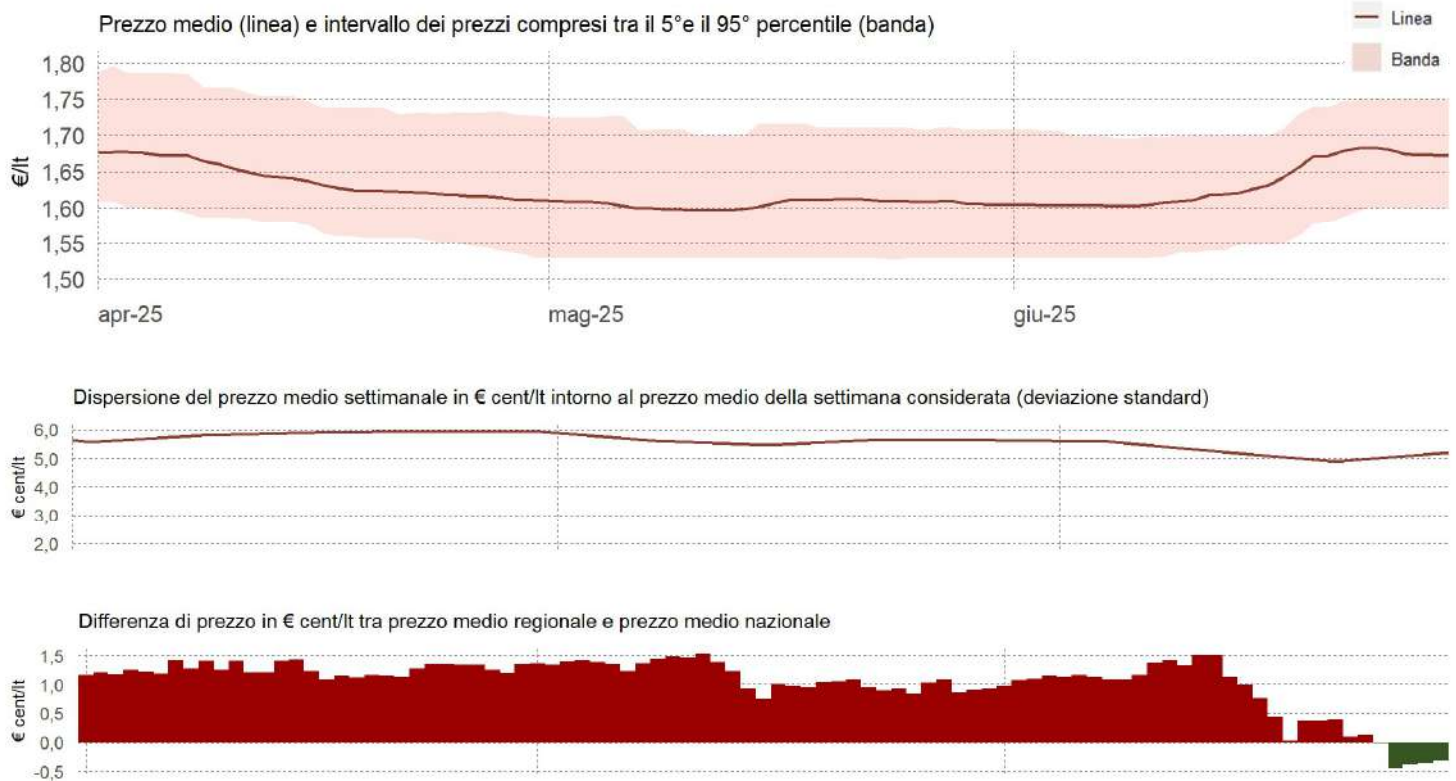 Prezzo medio (linea) e intervallo dei prezzi compresi tra il 5°e il 95° percentile (banda)
Linea
Banda
€/lt
1,80
1,75
1,70
1,65
1,60
1,55
1,50
apr-25 mag-25 giu-25
Dispersione del prezzo medio settimanale in € cent/lt intorno al prezzo medio della settimana considerata (deviazione standard)
€ cent/lt
6,0
5,0
4,0
3,0
2,0
Differenza di prezzo in € cent/lt tra prezzo medio regionale e prezzo medio nazionale
€ cent/lt
1,5
1,0
0,5
0,0
-0,5